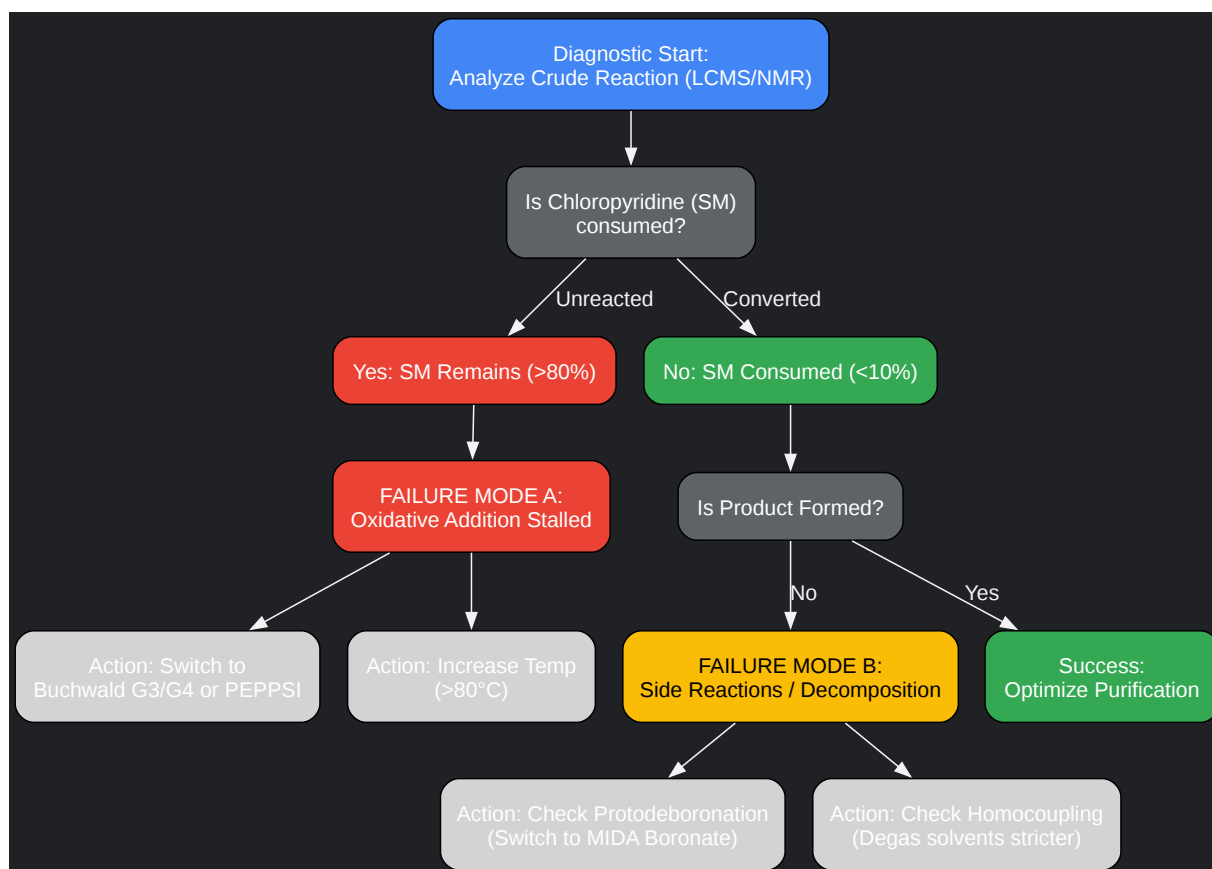 Diagnostic Start:
Analyze Crude Reaction (LCMS/NMR)
Is Chloropyridine (SM)
consumed?
Unreacted
Converted
Yes: SM Remains (>80%)
No: SM Consumed (<10%)
FAILURE MODE A:
Oxidative Addition Stalled
Is Product Formed?
No
Yes
Action: Switch to
Buchwald G3/G4 or PEPPSI
Action: Increase Temp
(>80°C)
FAILURE MODE B:
Side Reactions / Decomposition
Success:
Optimize Purification
Action: Check Protodeboronation
(Switch to MIDA Boronate)
Action: Check Homocoupling
(Degas solvents stricter)